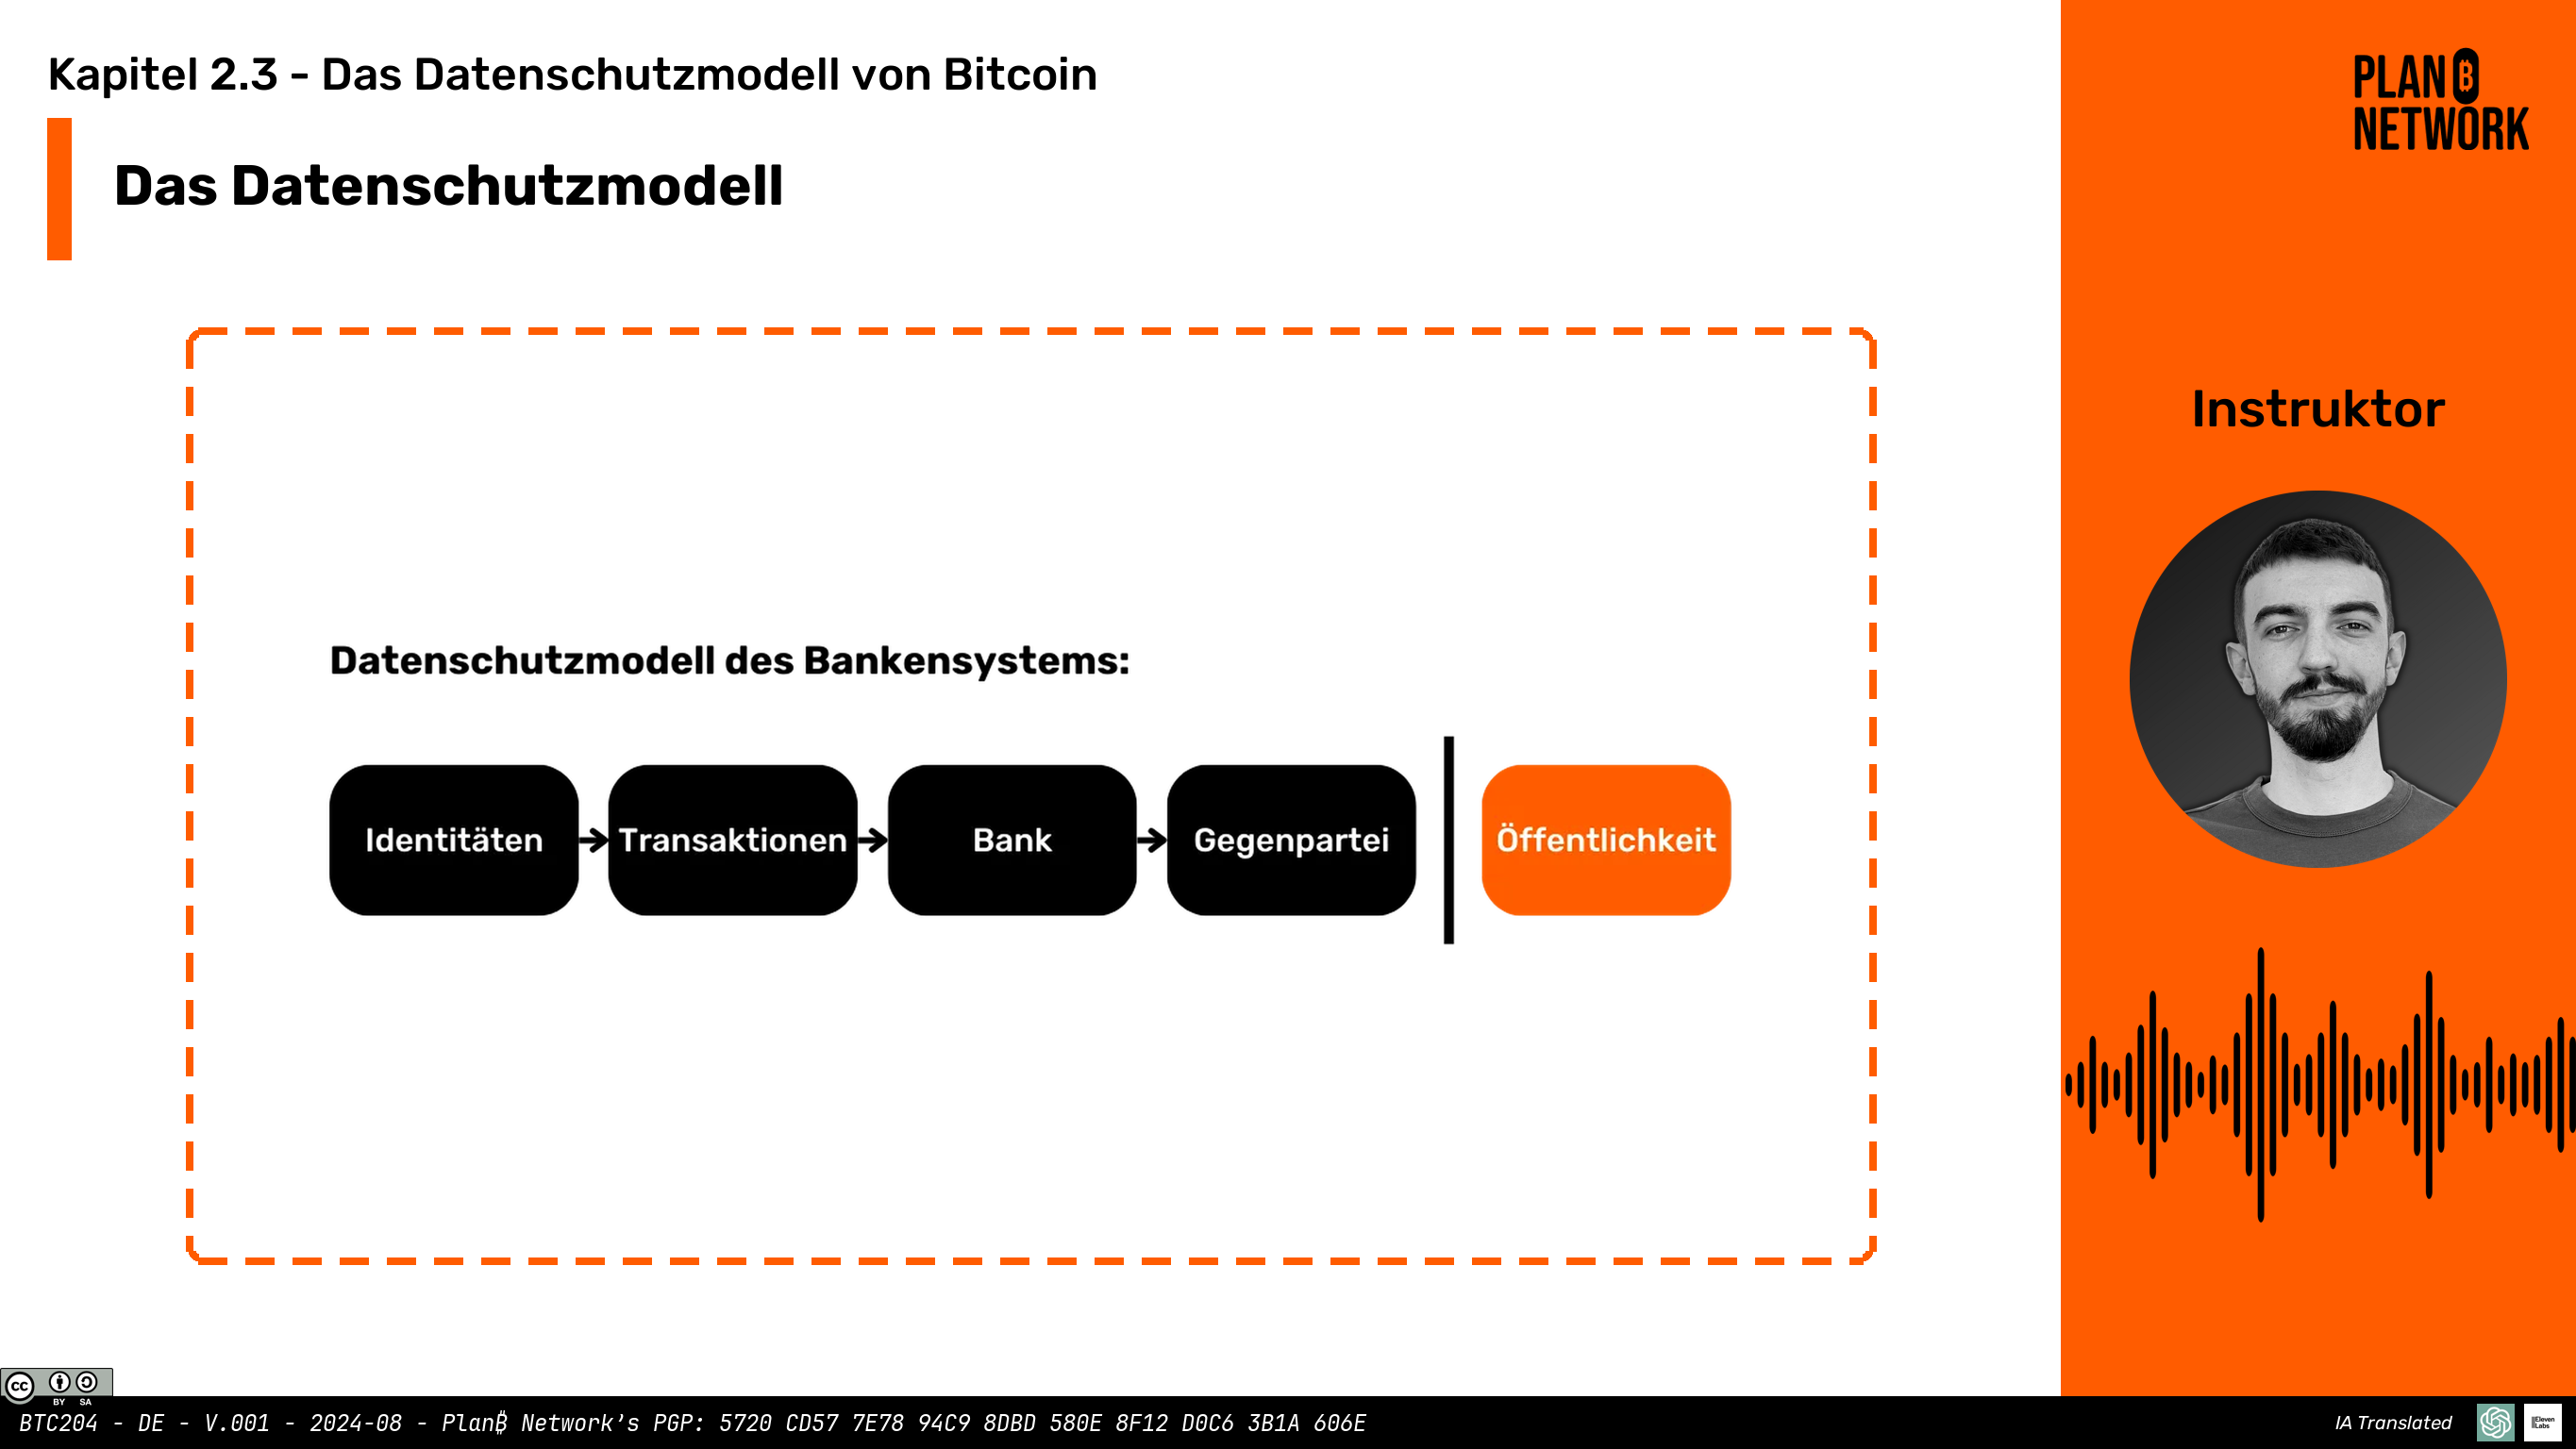 Kapitel 2.3 - Das Datenschutzmodell von Bitcoin
PLAN ₿
NETWORK
Das Datenschutzmodell
Instruktor
Datenschutzmodell des Bankensystems:
Identitäten
Transaktionen
Bank
Gegenpartei
Öffentlichkeit
cc
BY SA
BTC204 - DE - V.001 - 2024-08 - Plan₿ Network's PGP: 5720 CD57 7E78 94C9 8DBD 580E 8F12 D0C6 3B1A 606E
IA Translated
ElevenLabs